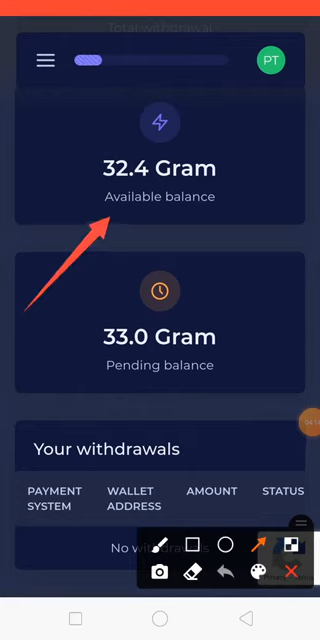 Total withdrawal
PT
32.4 Gram
Available balance
33.0 Gram
Pending balance
Your withdrawals
PAYMENT SYSTEM WALLET ADDRESS AMOUNT STATUS
No withdrawals